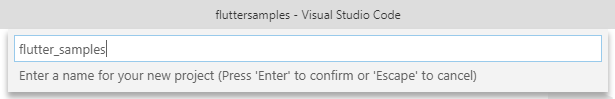 fluttersamples - Visual Studio Code
flutter_samples
Enter a name for your new project (Press 'Enter' to confirm or 'Escape' to cancel)